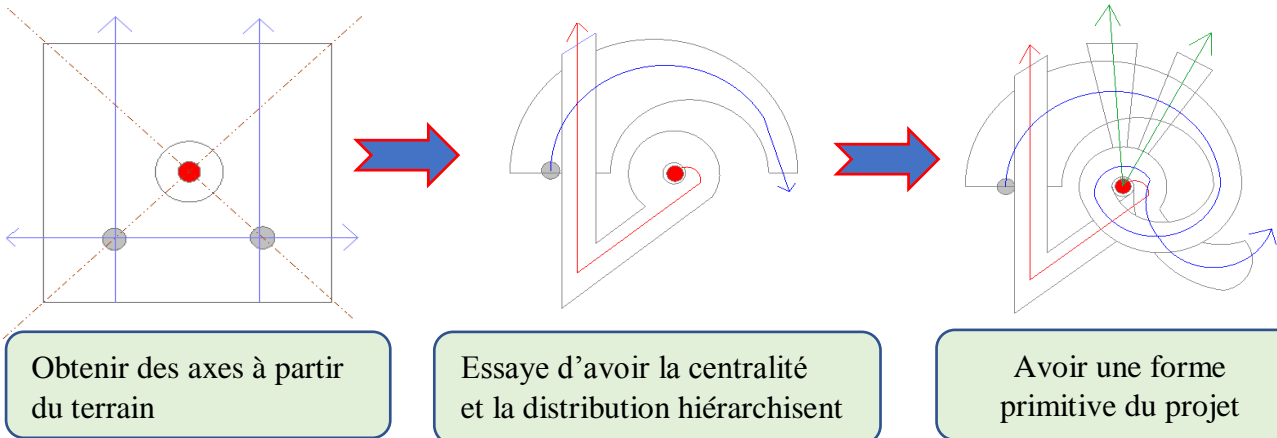 Obtenir des axes à partir
du terrain
Essaye d’avoir la centralité
et la distribution hiérarchisent
Avoir une forme
primitive du projet